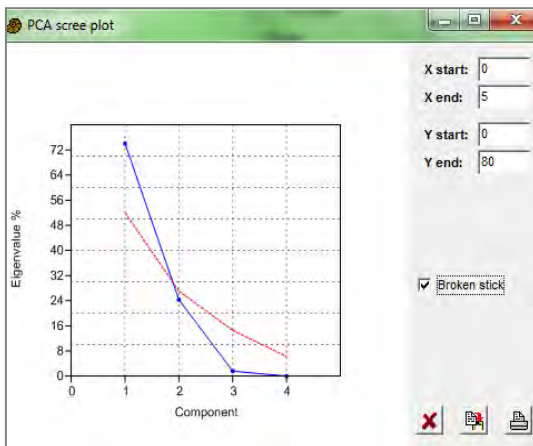 PCA scree plot
X start: 0
X end: 5
Y start: 0
Y end: 80
Broken stick
72
64
56
48
40
32
24
16
8
0
Eigenvalue %
0 1 2 3 4
Component